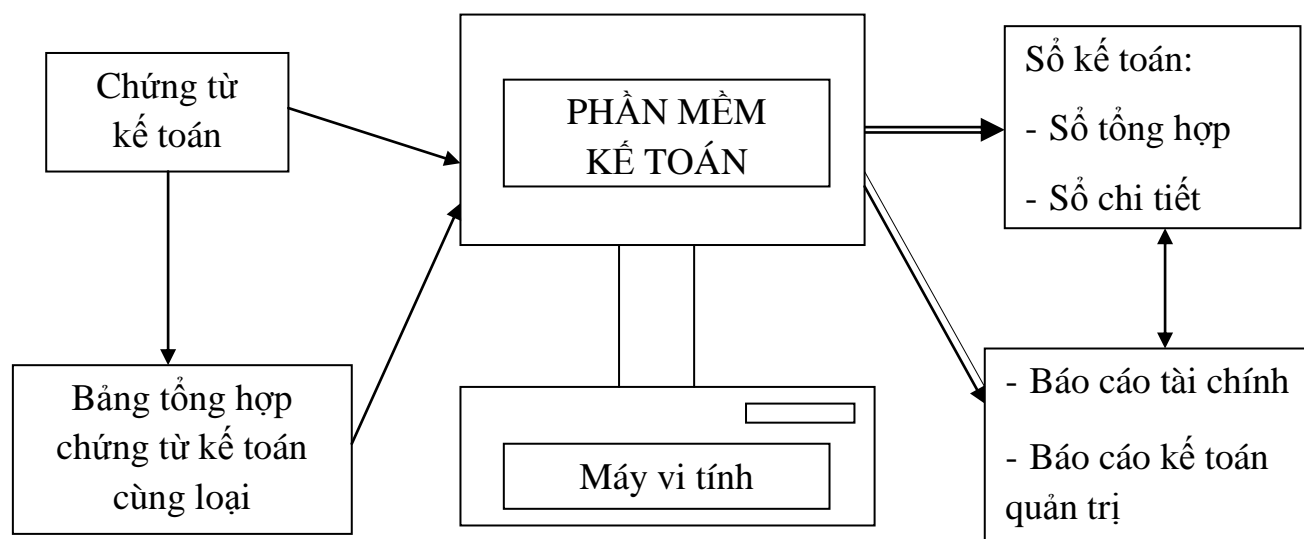 Chứng từ
kế toán
Bảng tổng hợp
chứng từ kế toán
cùng loại
PHẦN MỀM
KẾ TOÁN
Máy vi tính
Sổ kế toán:
- Sổ tổng hợp
- Sổ chi tiết
- Báo cáo tài chính
- Báo cáo kế toán
quản trị